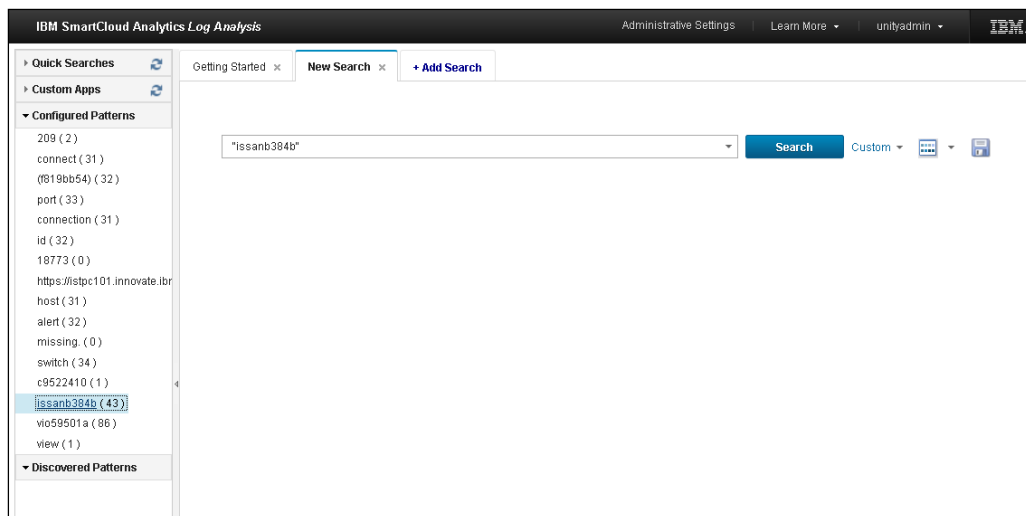 IBM SmartCloud Analytics Log Analysis
Administrative Settings
Learn More
unityadmin
IBM
Quick Searches
Custom Apps
Configured Patterns
209 ( 2 )
connect ( 31 )
(f819bb54) ( 32 )
port ( 33 )
connection ( 31 )
id ( 32 )
18773 ( 0 )
https://istpc101.innovate.ibr
host ( 31 )
alert ( 32 )
missing. ( 0 )
switch ( 34 )
c9522410 ( 1 )
issanb384b ( 43 )
vio59501a ( 86 )
view ( 1 )
Discovered Patterns
Getting Started
New Search
+ Add Search
"issanb384b"
Search
Custom